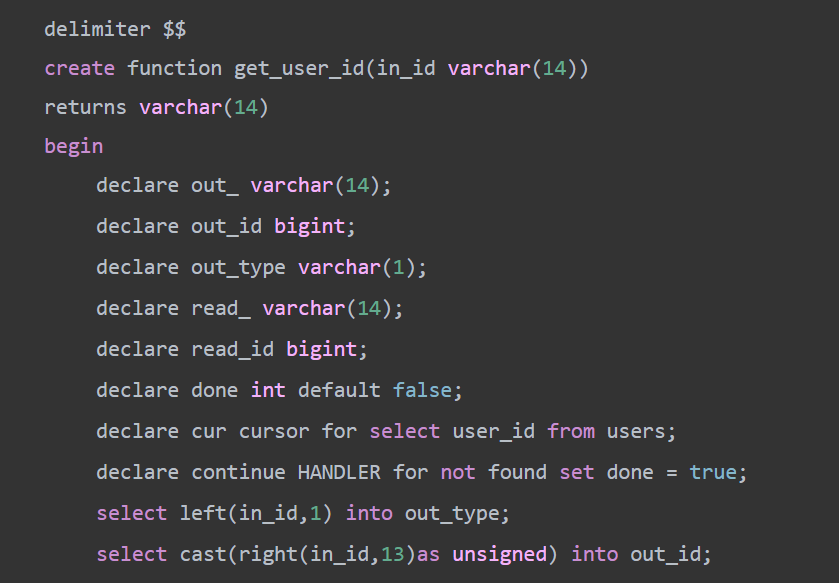 delimiter $$
create function get_user_id(in_id varchar(14))
returns varchar(14)
begin
declare out_ varchar(14);
declare out_id bigint;
declare out_type varchar(1);
declare read_ varchar(14);
declare read_id bigint;
declare done int default false;
declare cur cursor for select user_id from users;
declare continue HANDLER for not found set done = true;
select left(in_id,1) into out_type;
select cast(right(in_id,13)as unsigned) into out_id;